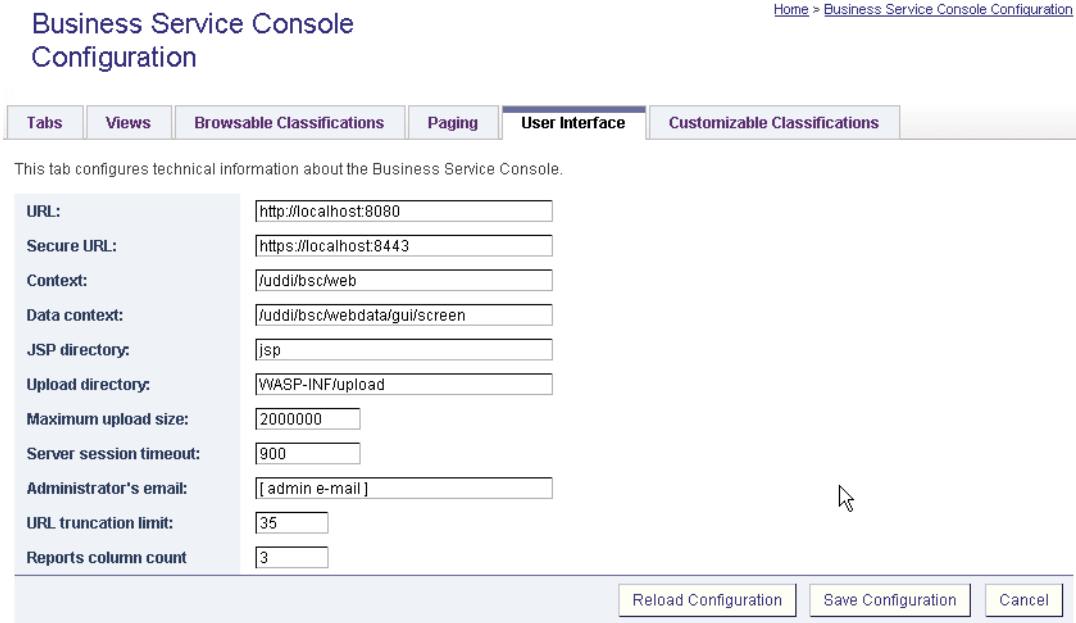 Home > Business Service Console Configuration
Business Service Console
Configuration
Tabs Views Browsable Classifications Paging User Interface Customizable Classifications
This tab configures technical information about the Business Service Console.
URL: http://localhost:8080
Secure URL: https://localhost:8443
Context: /uddi/bsc/web
Data context: /uddi/bsc/webdata/gui/screen
JSP directory: jsp
Upload directory: WASP-INF/upload
Maximum upload size: 2000000
Server session timeout: 900
Administrator's email: [ admin e-mail ]
URL truncation limit: 35
Reports column count 3
Reload Configuration Save Configuration Cancel